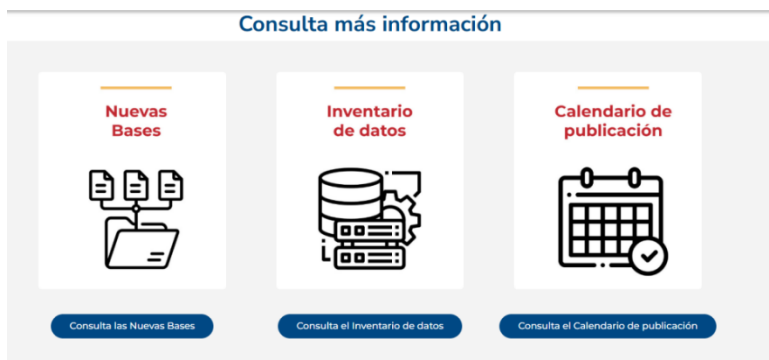 Consulta más información
Nuevas
Bases
Inventario
de datos
Calendario de
publicación
Consulta las Nuevas Bases
Consulta el Inventario de datos
Consulta el Calendario de publicación